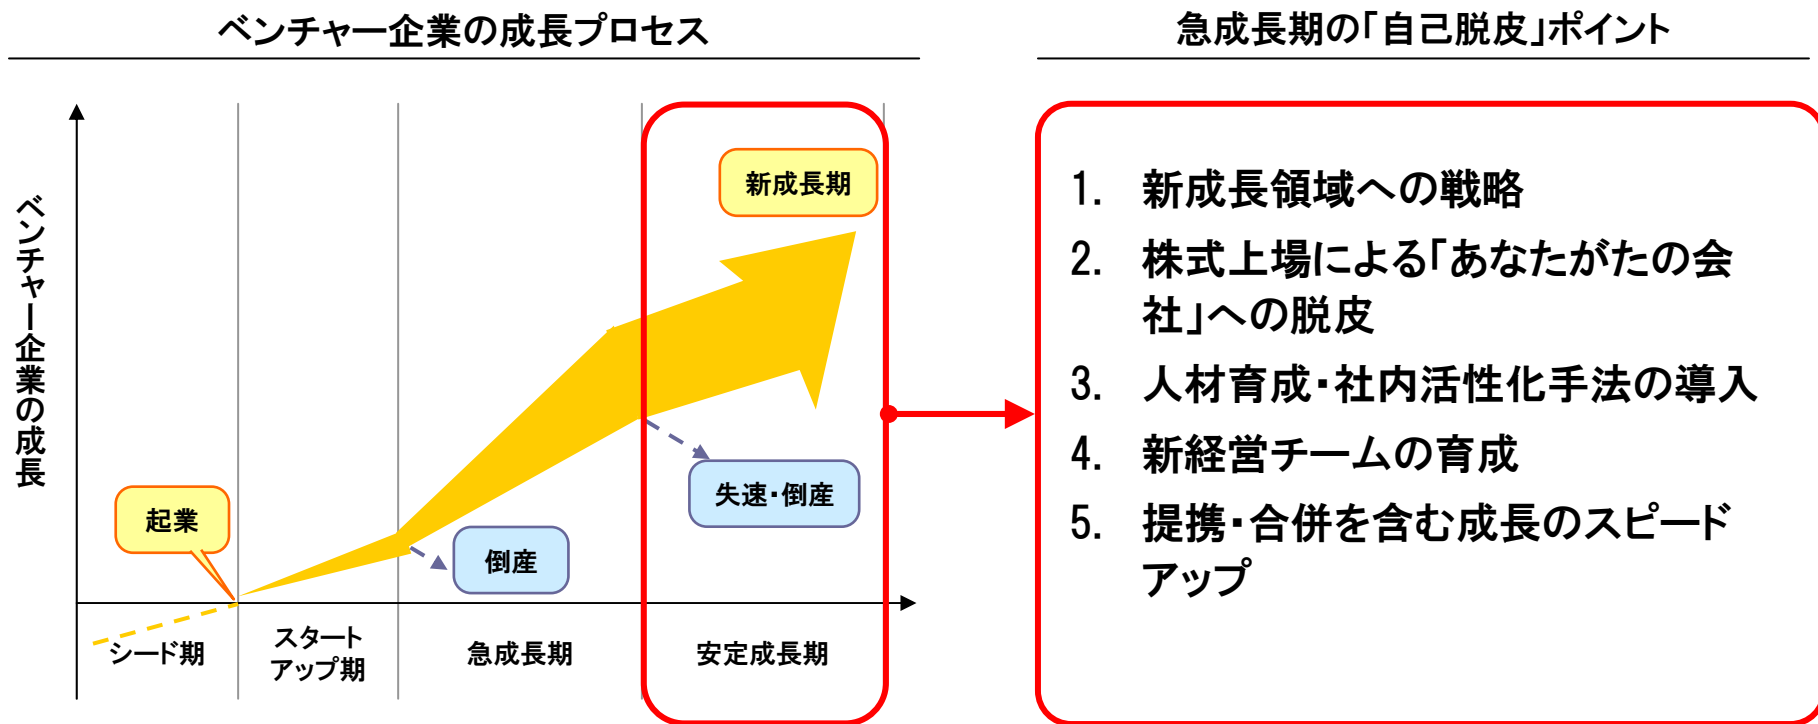 ベンチャー企業の成長プロセス
急成長期の「自己脱皮」ポイント
ベンチャー企業の成長
新成長期
失速・倒産
起業
倒産
シード期
スタート
アップ期
急成長期
安定成長期
1. 新成長領域への戦略
2. 株式上場による「あなたがたの会
社」への脱皮
3. 人材育成・社内活性化手法の導入
4. 新経営チームの育成
5. 提携・合併を含む成長のスピード
アップ